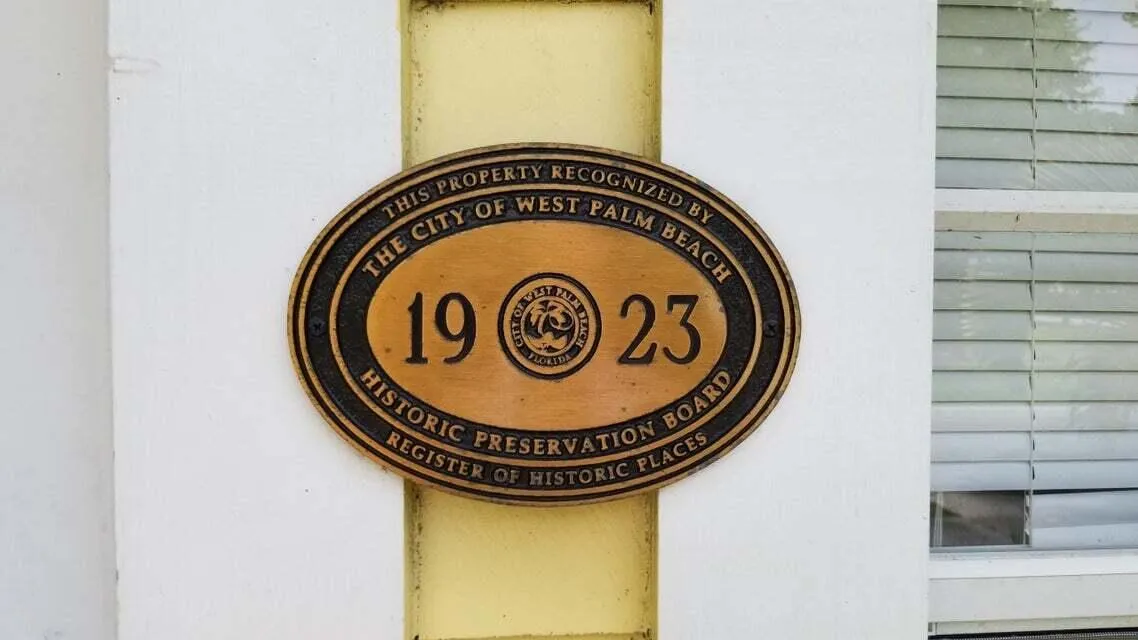 THIS PROPERTY RECOGNIZED BY
THE CITY OF WEST PALM BEACH
19 23
CITY OF WEST PALM BEACH
FLORIDA
HISTORIC PRESERVATION BOARD
REGISTER OF HISTORIC PLACES